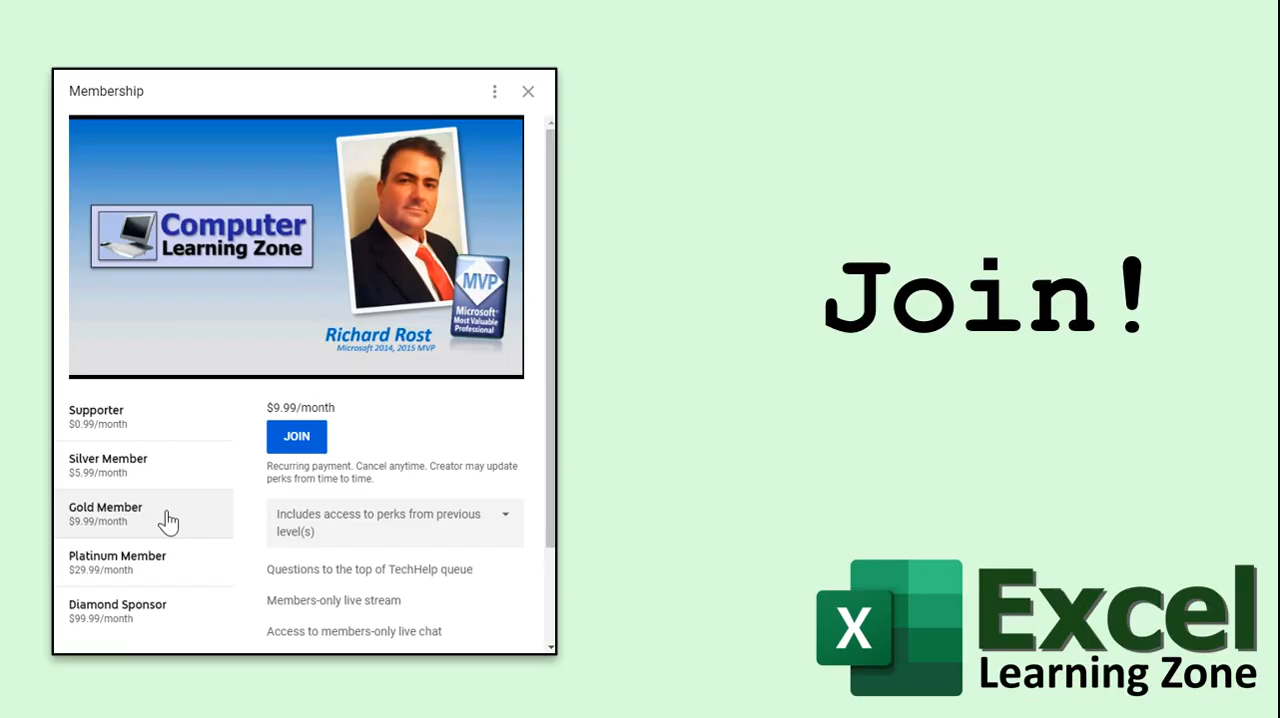 Membership
Computer
Learning Zone
MVP
Microsoft®
Most Valuable
Professional
Richard Rost
Microsoft 2014, 2015 MVP
Supporter
$0.99/month
Silver Member
$5.99/month
Gold Member
$9.99/month
Platinum Member
$29.99/month
Diamond Sponsor
$99.99/month
$9.99/month
JOIN
Recurring payment. Cancel anytime. Creator may update
perks from time to time.
Includes access to perks from previous
level(s)
Questions to the top of TechHelp queue
Members-only live stream
Access to members-only live chat
Join!
X
Excel
Learning Zone